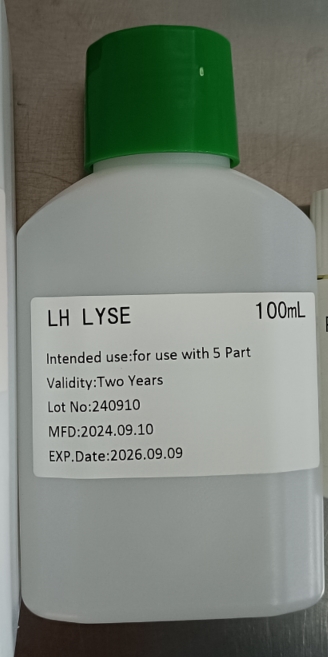 LH LYSE 100mL
Intended use:for use with 5 Part
Validity:Two Years
Lot No:240910
MFD:2024.09.10
EXP.Date:2026.09.09